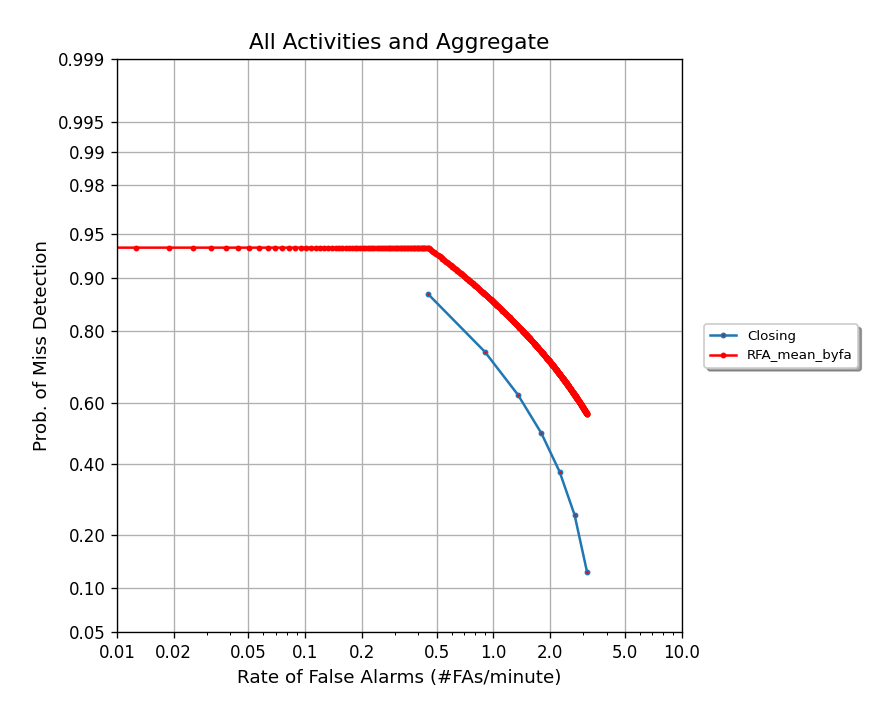 All Activities and Aggregate
0.999
0.995
0.99
0.98
0.95
0.90
0.80
0.60
0.40
0.20
0.10
0.05
Prob. of Miss Detection
0.01 0.02 0.05 0.1 0.2 0.5 1.0 2.0 5.0 10.0
Rate of False Alarms (#FAs/minute)
Closing
RFA_mean_byfa